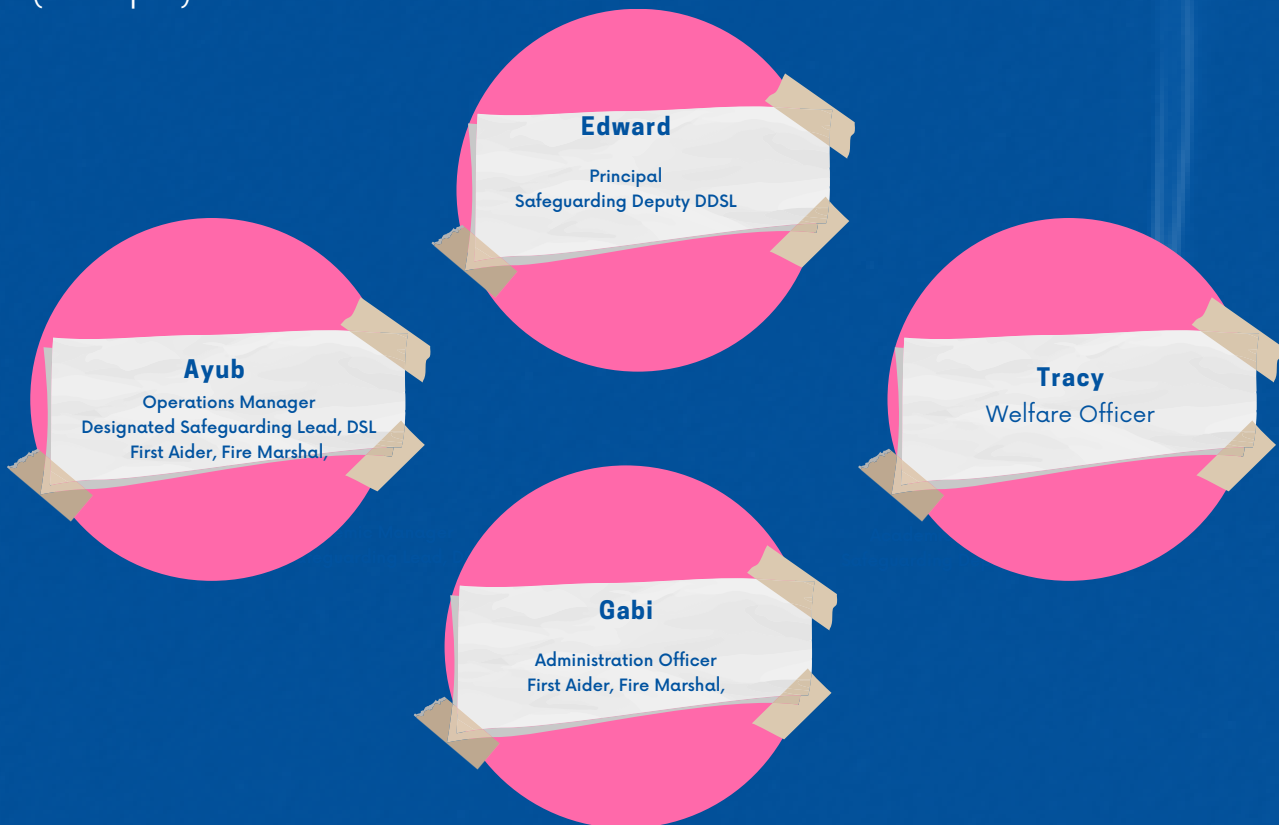 Edward
Principal
Safeguarding Deputy DDSL
Ayub
Operations Manager
Designated Safeguarding Lead, DSL
First Aider, Fire Marshal,
Tracy
Welfare Officer
Gabi
Administration Officer
First Aider, Fire Marshal,